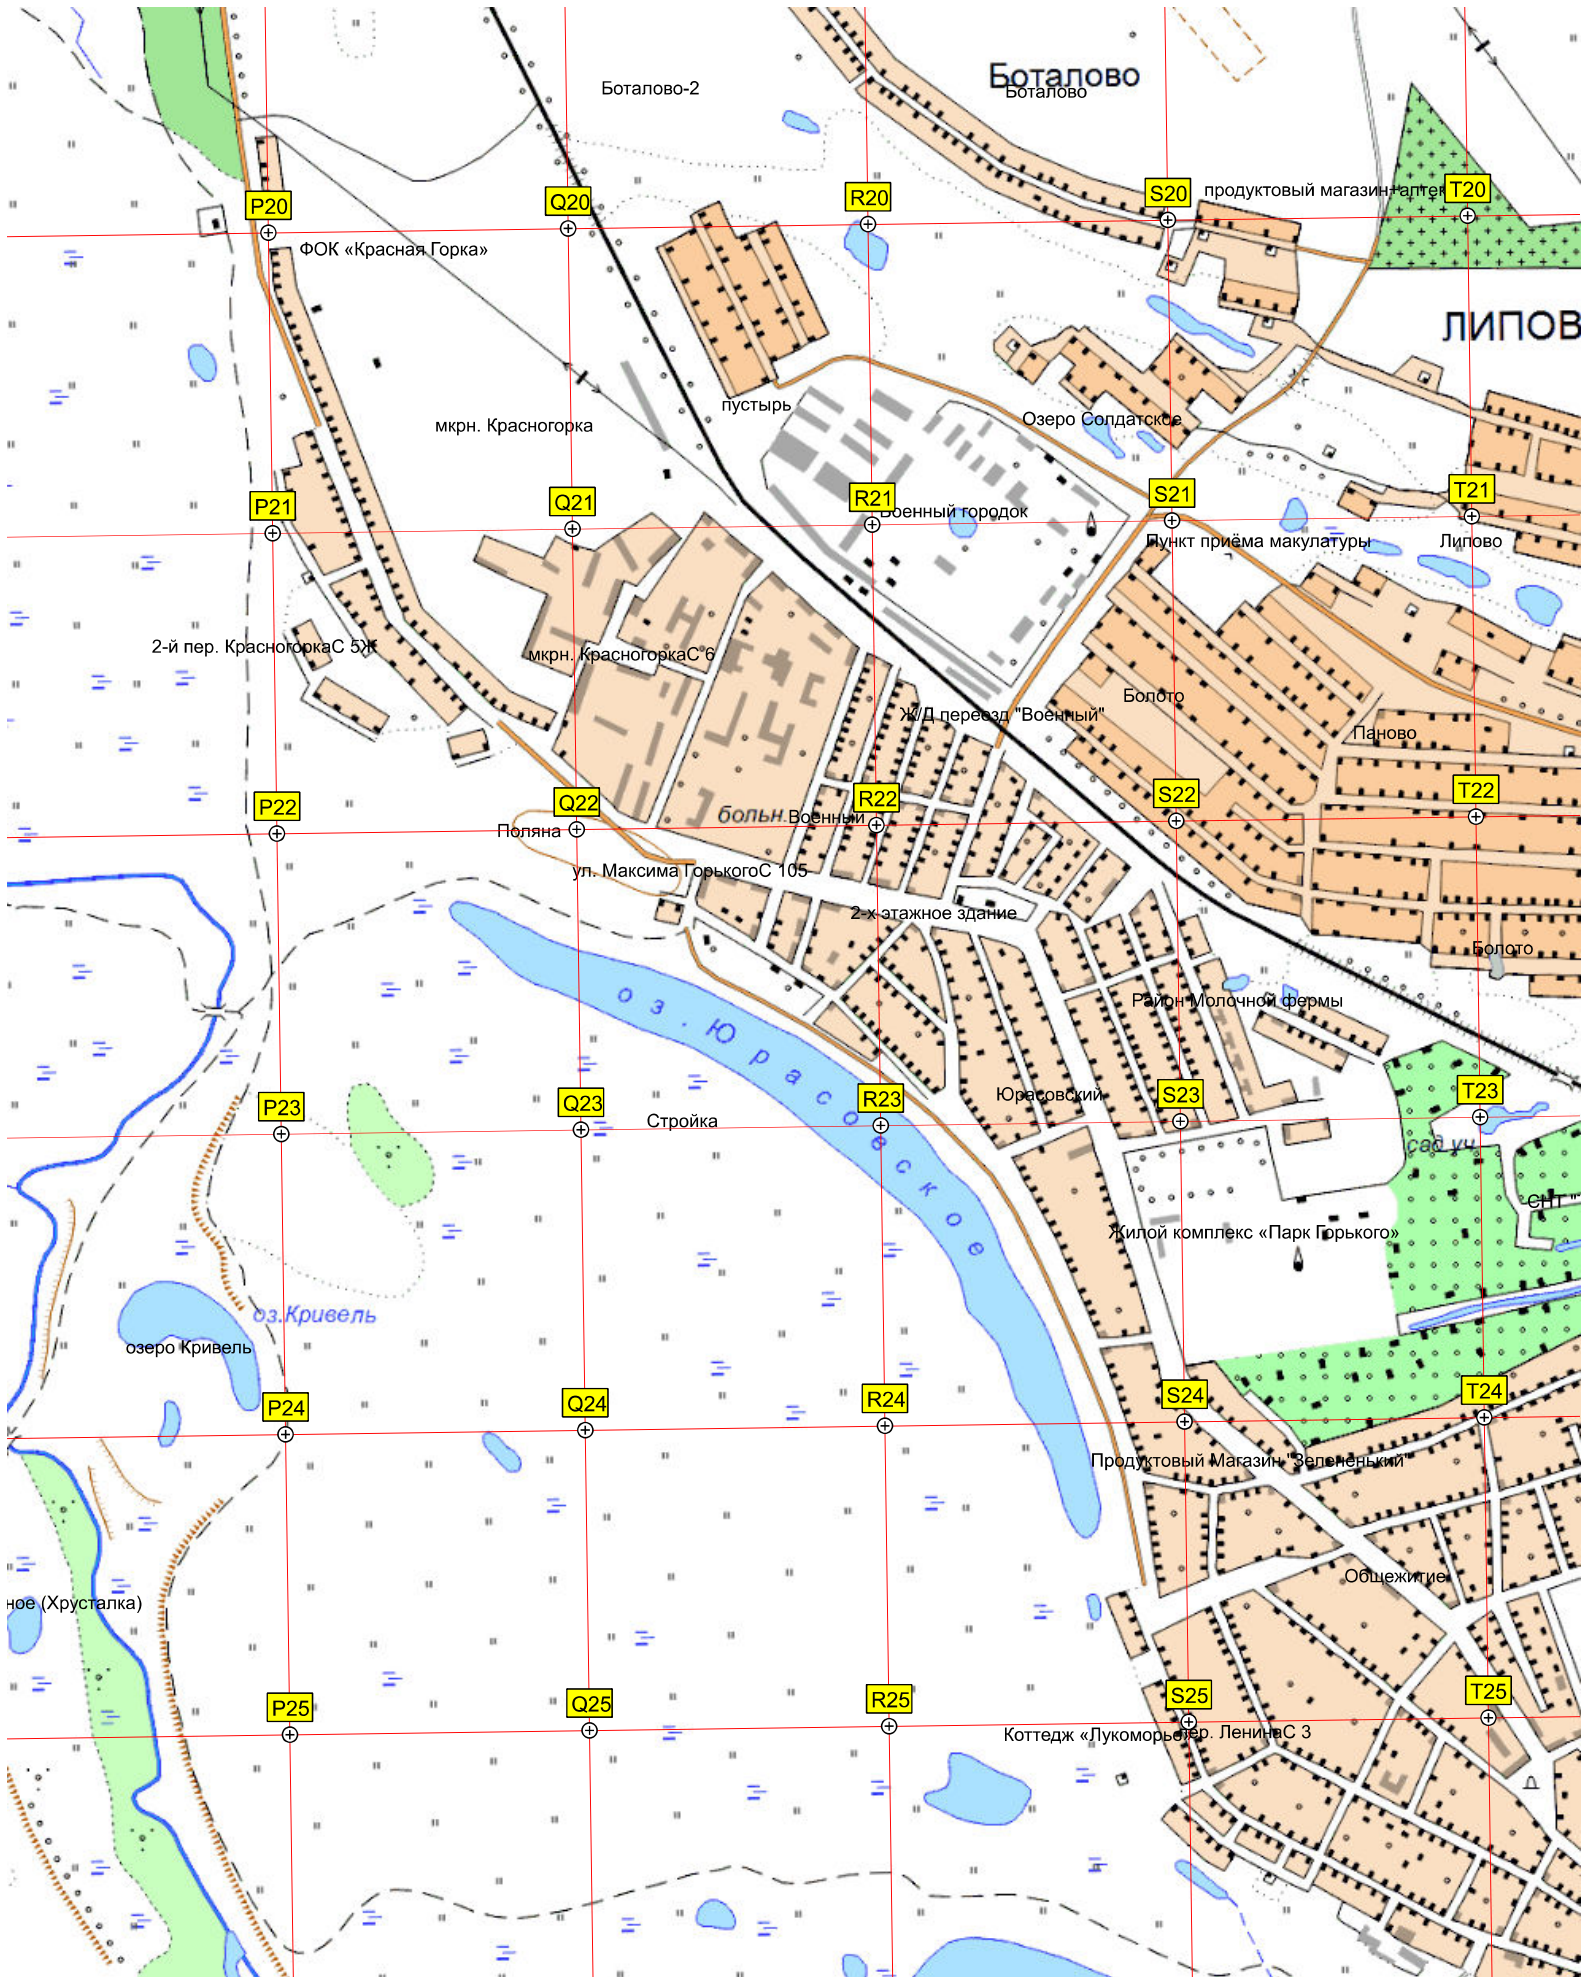 Боталово
Боталово-2
Боталово
продуктовый магазин+аптек
P20
Q20
R20
S20
T20
ФОК «Красная Горка»
ЛИПОВ
пустырь
мкрн. Красногорка
Озеро Солдатское
P21
Q21
R21
S21
T21
Военный городок
Пункт приёма макулатуры
Липово
2-й пер. КрасногоркаС 5Ж
мкрн. КрасногоркаС 6
Болото
Ж/Д переезд "Военный"
Паново
P22
Q22
R22
S22
T22
больн.
Военный
Поляна
ул. Максима ГорькогоС 105
2-х этажное здание
Болото
оз. Юрасовское
Район Молочной фермы
Юрасовский
P23
Q23
R23
S23
T23
Стройка
сад.уч.
СНТ "
Жилой комплекс «Парк Горького»
оз.Кривель
озеро Кривель
P24
Q24
R24
S24
T24
Продуктовый Магазин "Зелененький"
Общежитие
ное (Хрусталка)
P25
Q25
R25
S25
T25
Коттедж «Лукоморье»
пер. ЛенинаС 3